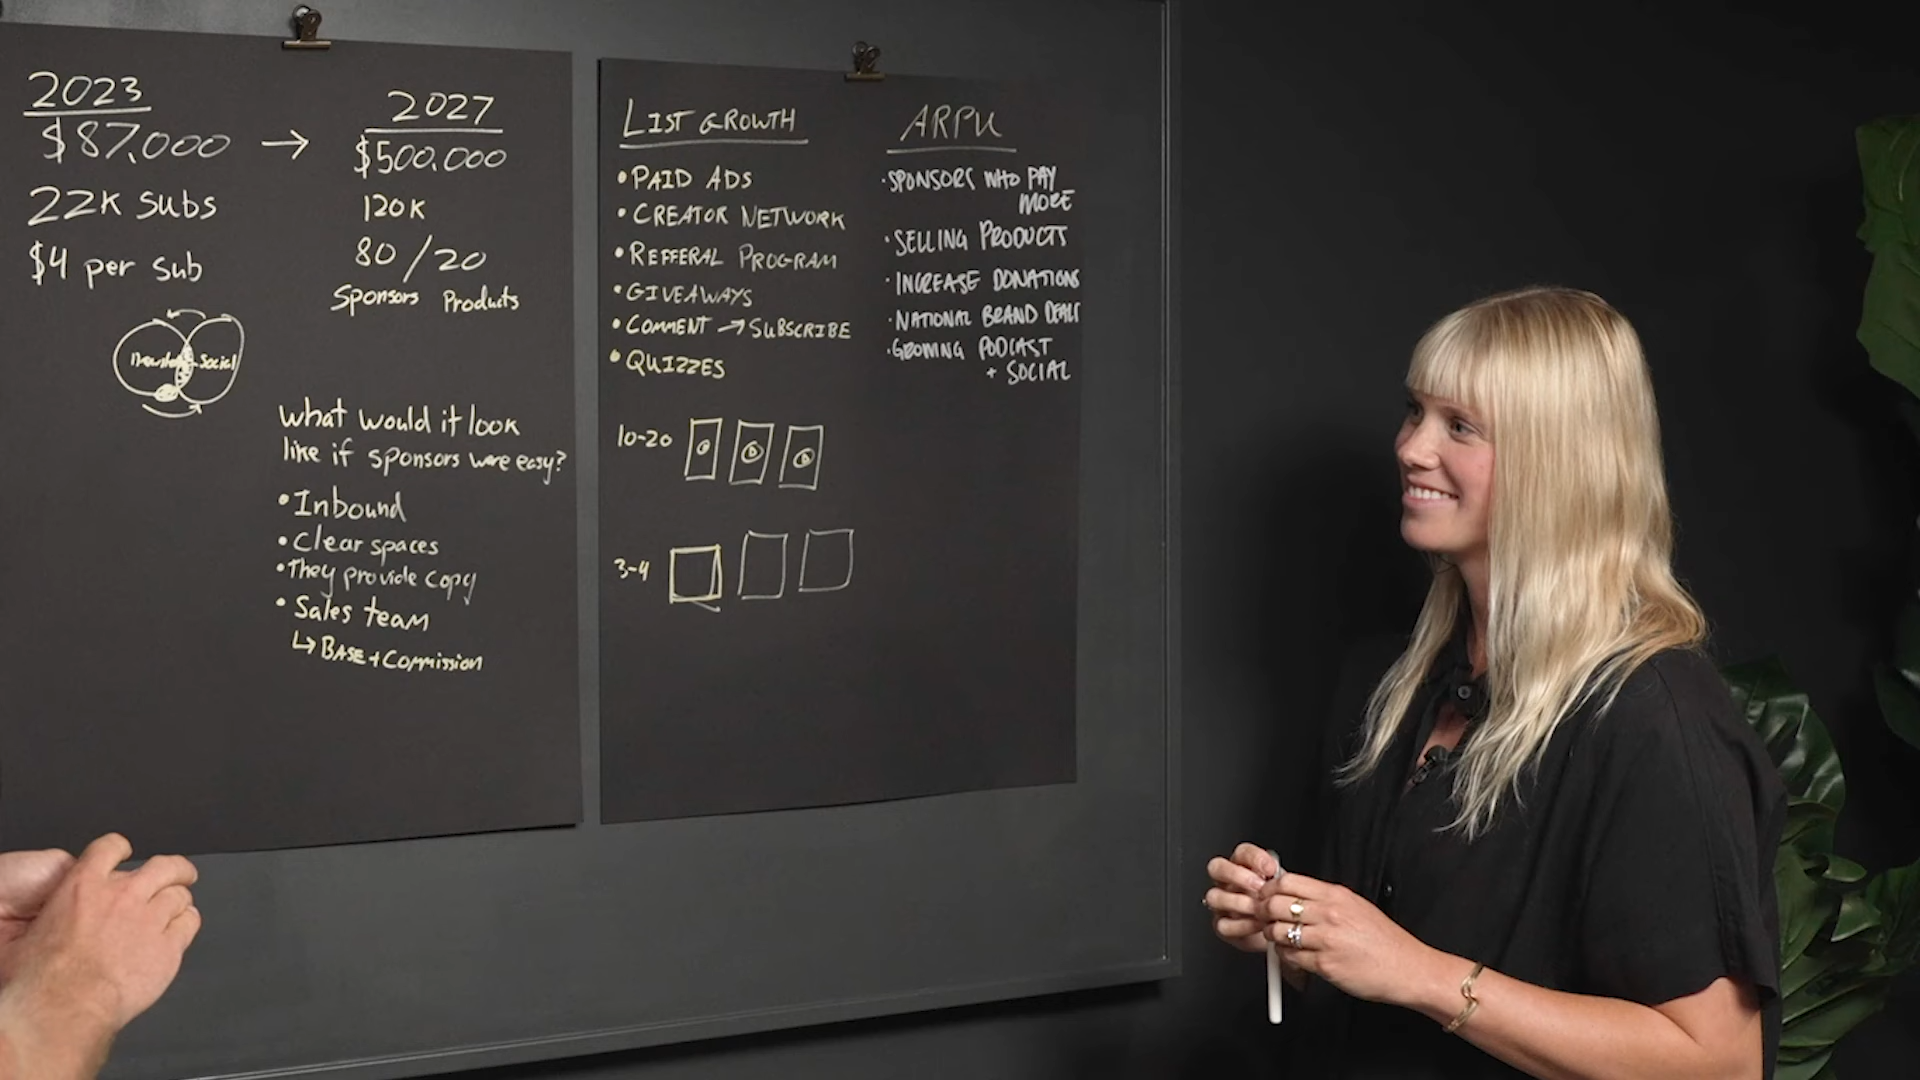 2023
$87,000
22K Subs
$4 per sub
Social
2027
$500,000
120K
80/20
Sponsors Products
what would it look
like if sponsors were easy?
• Inbound
• Clear spaces
• They provide copy
• Sales team
↳ BASE + COMMISSION
LIST GROWTH
• PAID ADS
• CREATOR NETWORK
• REFFERAL PROGRAM
• GIVEAWAYS
• COMMENT → SUBSCRIBE
• QUIZZES
10-20
3-4
ARPU
• SPONSORS WHO PAY
MORE
• SELLING PRODUCTS
• INCREASE DONATIONS
• NATIONAL BRAND DEALS
• GROWING PODCAST
+ SOCIAL